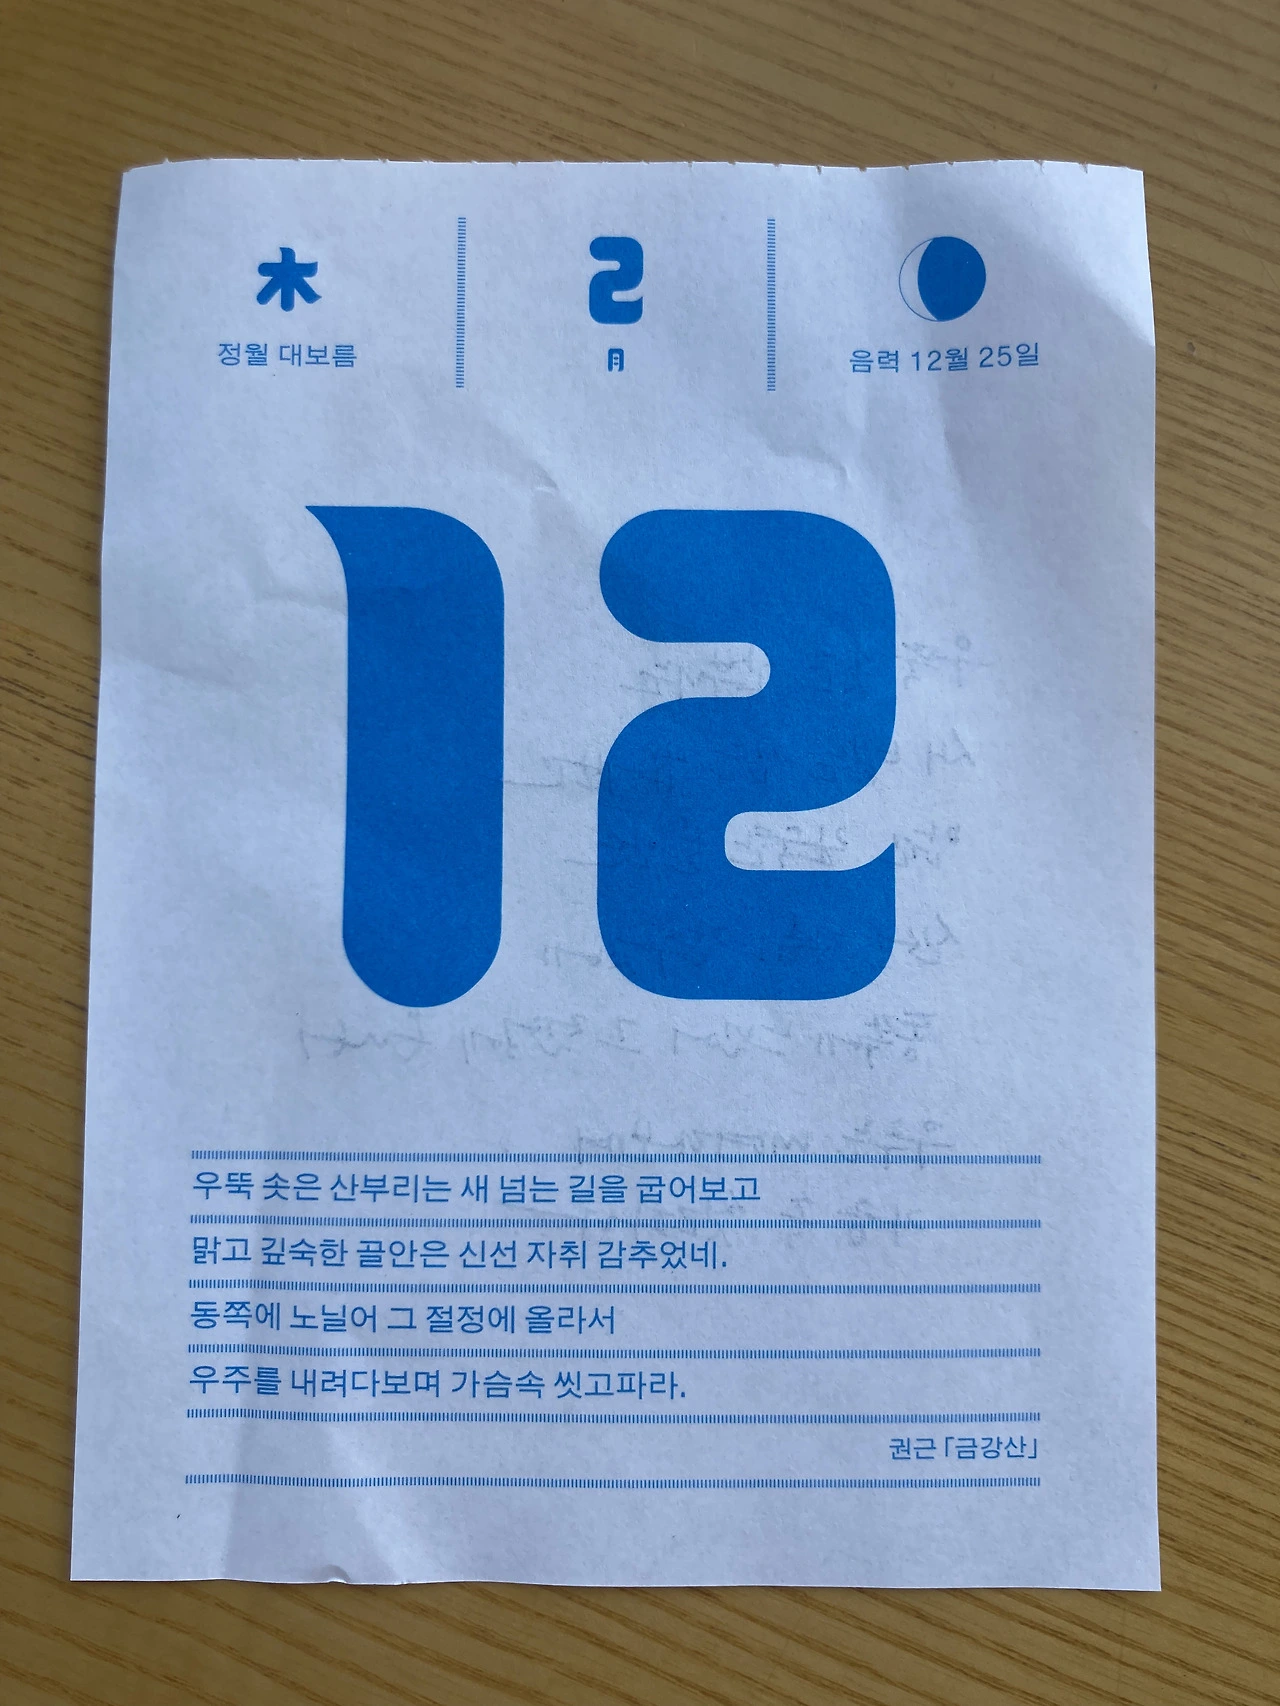 木
정월 대보름
2
月
음력 12월 25일
12
우뚝 솟은 산부리는 새 넘는 길을 굽어보고
맑고 깊숙한 골안은 신선 자취 감추었네.
동쪽에 노닐어 그 절정에 올라서
우주를 내려다보며 가슴속 씻고파라.
권근 「금강산」